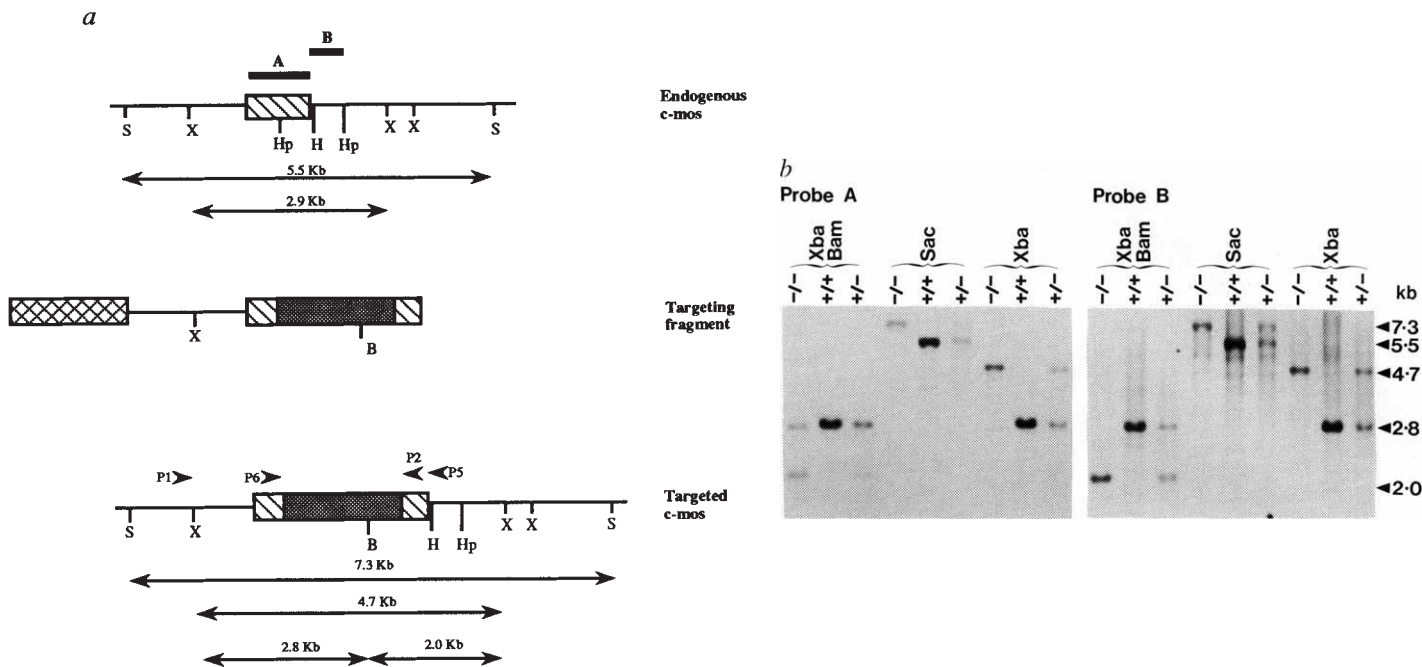 a
B
A
Endogenous
c-mos
S X Hp H Hp X X S
5.5 Kb
2.9 Kb
Targeting
fragment
X B
P1 P6 P2 P5
Targeted
c-mos
S X B H Hp X X S
7.3 Kb
4.7 Kb
2.8 Kb 2.0 Kb
b
Probe A
Xba Bam Sac Xba
-/- +/+ +/- -/- +/+ +/- -/- +/+ +/-
Probe B
Xba Bam Sac Xba
-/- +/+ +/- -/- +/+ +/- -/- +/+ +/-
kb
7·3
5·5
4·7
2·8
2·0